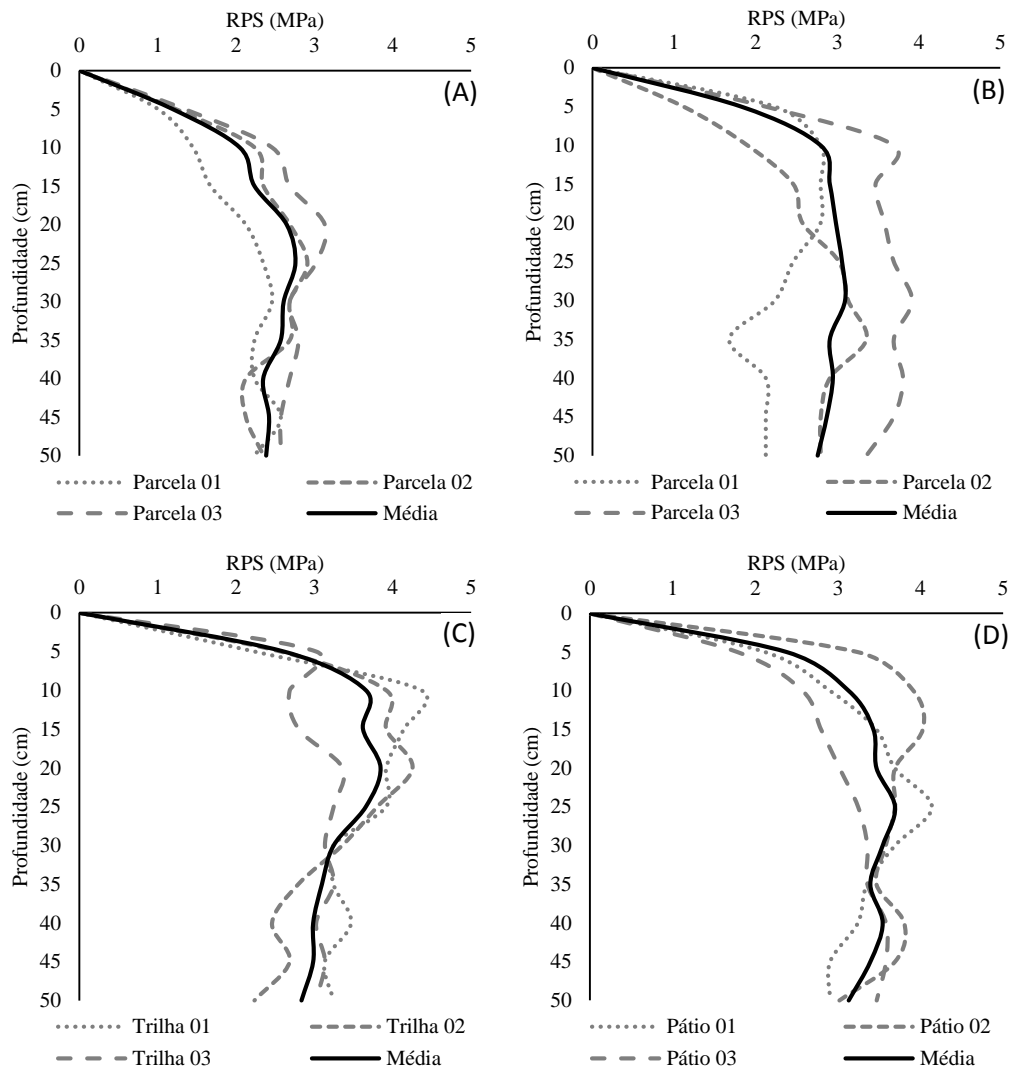 RPS (MPa)
0 1 2 3 4 5
(A)
Profundidade (cm)
0
5
10
15
20
25
30
35
40
45
50
Parcela 01 Parcela 02
Parcela 03 Média
RPS (MPa)
0 1 2 3 4 5
(B)
Profundidade (cm)
0
5
10
15
20
25
30
35
40
45
50
Parcela 01 Parcela 02
Parcela 03 Média
RPS (MPa)
0 1 2 3 4 5
(C)
Profundidade (cm)
0
5
10
15
20
25
30
35
40
45
50
Trilha 01 Trilha 02
Trilha 03 Média
RPS (MPa)
0 1 2 3 4 5
(D)
Profundidade (cm)
0
5
10
15
20
25
30
35
40
45
50
Pátio 01 Pátio 02
Pátio 03 Média